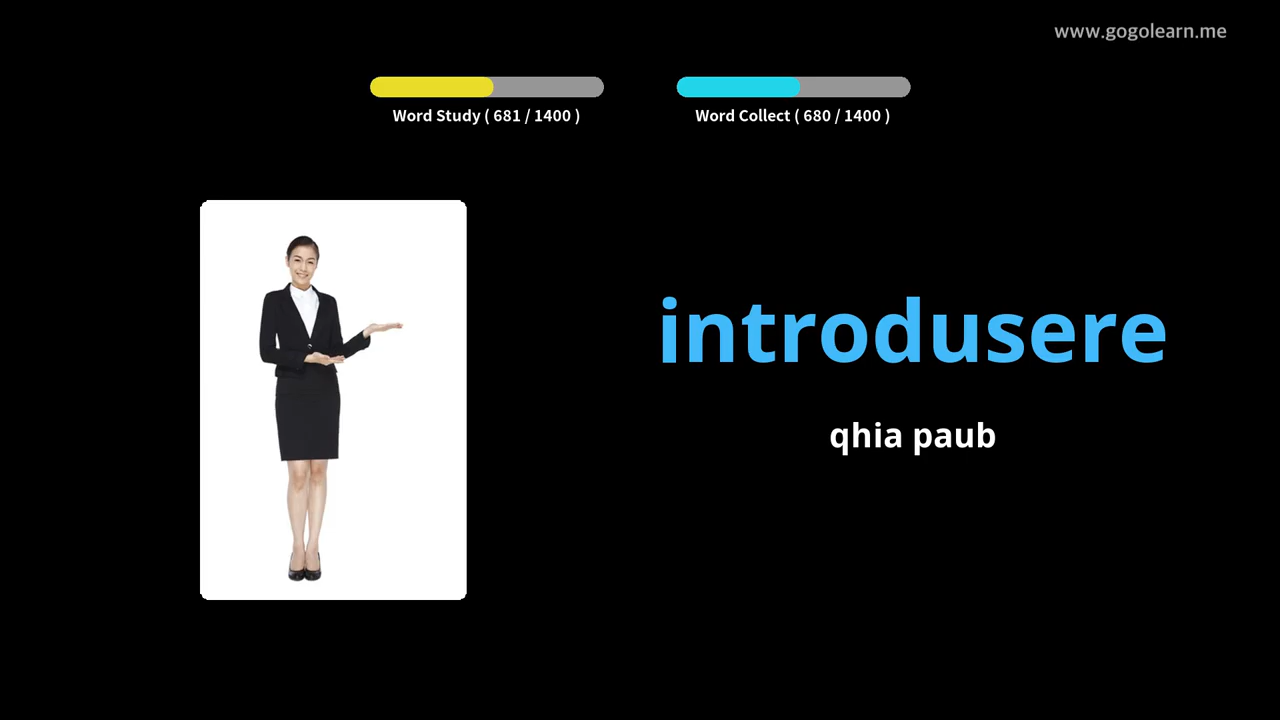 www.gogolearn.me
Word Study ( 681 / 1400 )
Word Collect ( 680 / 1400 )
introdusere
qhia paub